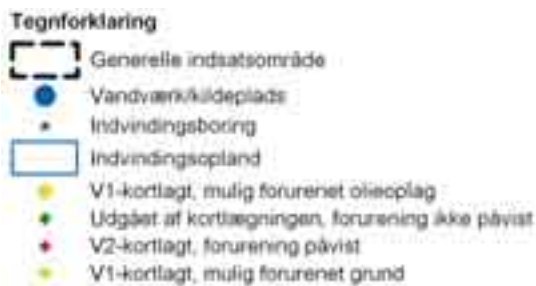 Tegnforklaring
Generelle indsatsområde
Vandværk/kildeplads
Indvindingsboring
Indvindingsopland
V1-kortlagt, mulig forurenet olieoplag
Udgået af kortlægningen, forurening ikke påvist
V2-kortlagt, forurening påvist
V1-kortlagt, mulig forurenet grund